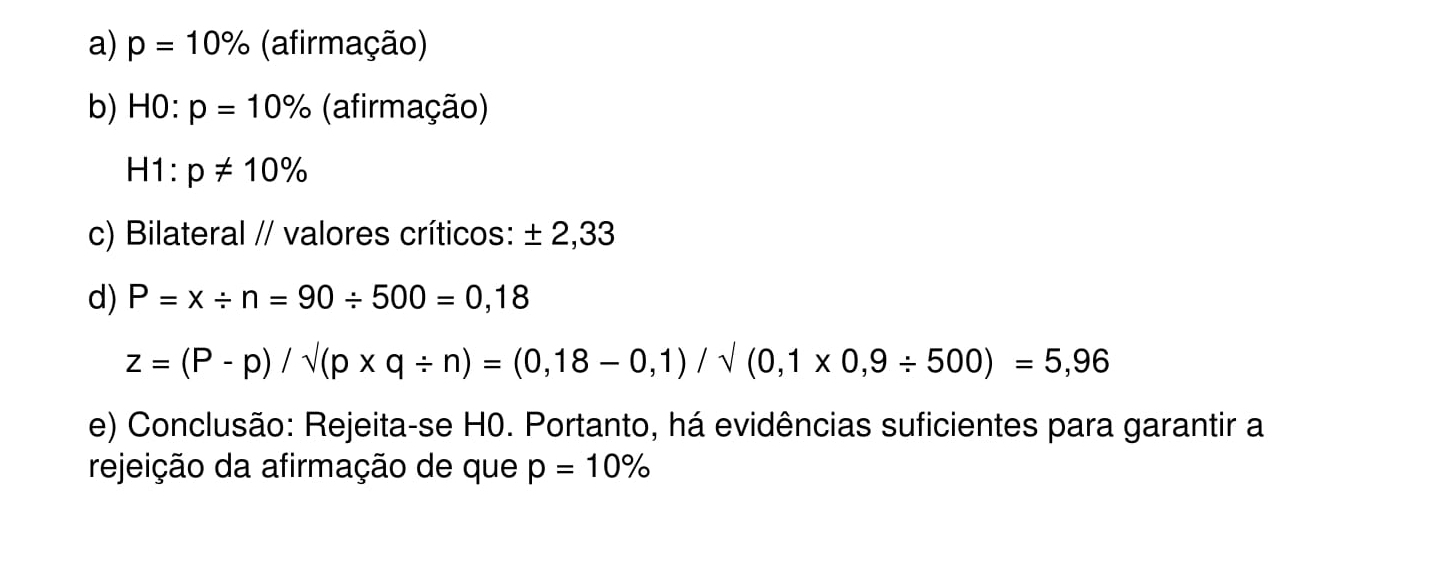 a) p = 10% (afirmação)
b) H0: p = 10% (afirmação)
H1: p ≠ 10%
c) Bilateral // valores críticos: ± 2,33
d) P = x ÷ n = 90 ÷ 500 = 0,18
z = (P - p) / √(p x q ÷ n) = (0,18 – 0,1) / √ (0,1 x 0,9 ÷ 500)  = 5,96
e) Conclusão: Rejeita-se H0. Portanto, há evidências suficientes para garantir a
rejeição da afirmação de que p = 10%